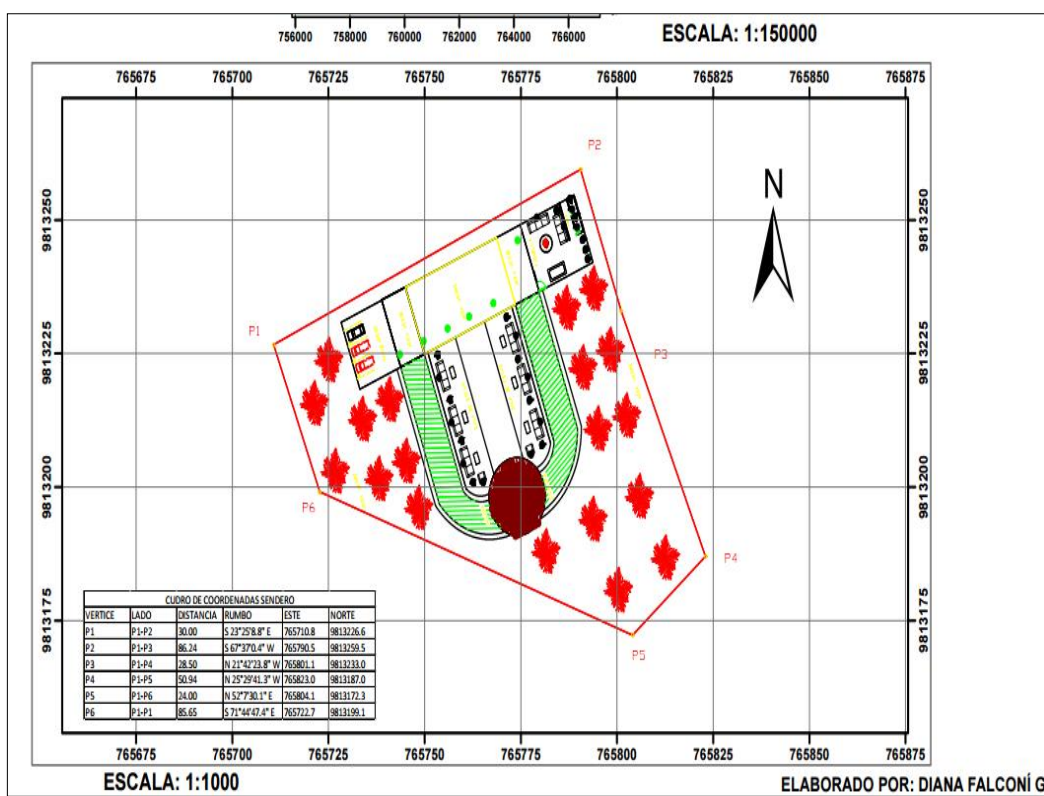 756000 758000 760000 762000 764000 766000
ESCALA: 1:150000
765675 765700 765725 765750 765775 765800 765825 765850 765875
P2
N
9813250 9813250
P1
9813225 P3 9813225
9813200 P6 9813200
P4
CUDRO DE COORDENADAS SENDERO
VERTICE LADO DISTANCIA RUMBO ESTE NORTE
P1 P1-P2 30.00 S 23°25'8.8" E 765710.8 9813226.6
P2 P1-P3 86.24 S 67°37'0.4" W 765790.5 9813259.5
P3 P1-P4 28.50 N 21°42'23.8" W 765801.1 9813233.0
P4 P1-P5 50.94 N 25°29'41.3" W 765823.0 9813187.0
P5 P1-P6 24.00 N 52°7'30.1" E 765804.1 9813172.3
P6 P1-P1 85.65 S 71°44'47.4" E 765722.7 9813199.1
9813175 P5 9813175
765675 765700 765725 765750 765775 765800 765825 765850 765875
ESCALA: 1:1000
ELABORADO POR: DIANA FALCONÍ G